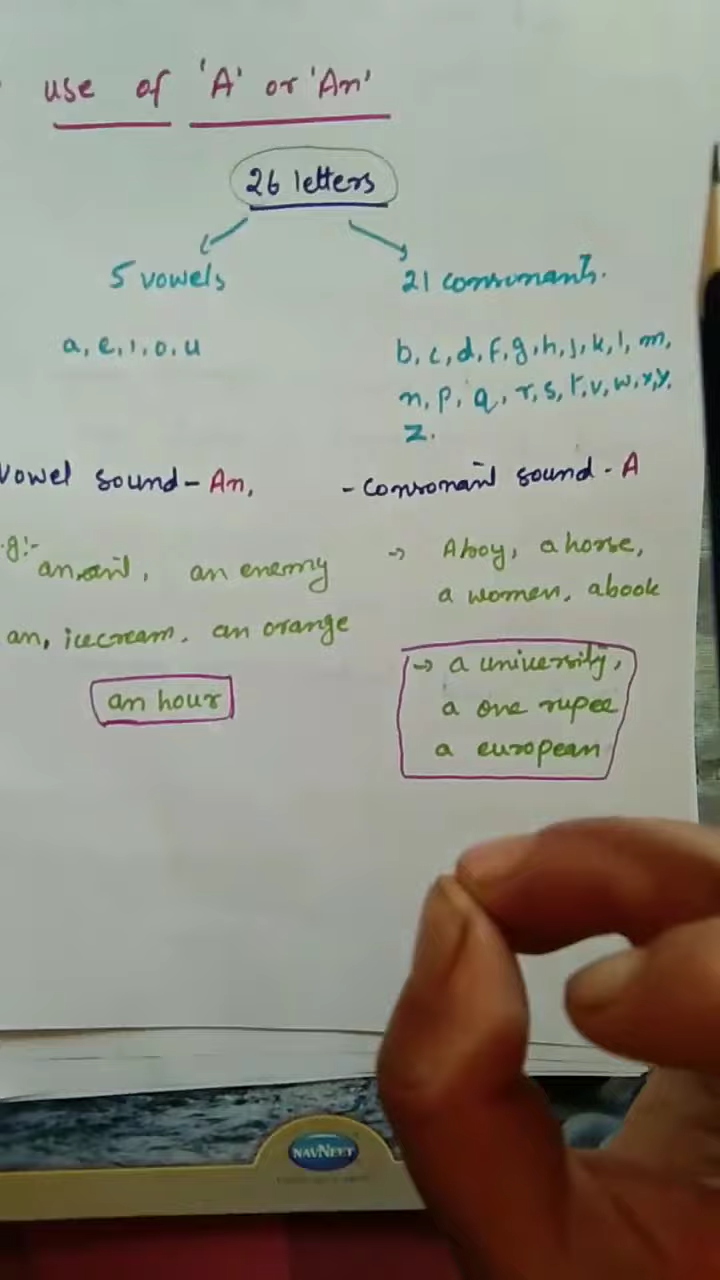 use of 'A' or 'An'
26 letters
5 vowels
21 consonants.
a, e, i, o, u
b, c, d, f, g, h, j, k, l, m,
n, p, q, r, s, t, v, w, x, y,
z.
vowel sound - An,
- consonant sound - A
e.g:-
an, ant, an enemy
an, icecream, an orange
an hour
→ A boy, a horse,
a women, a book
→ a university,
a one rupee
a european
NAVNEET